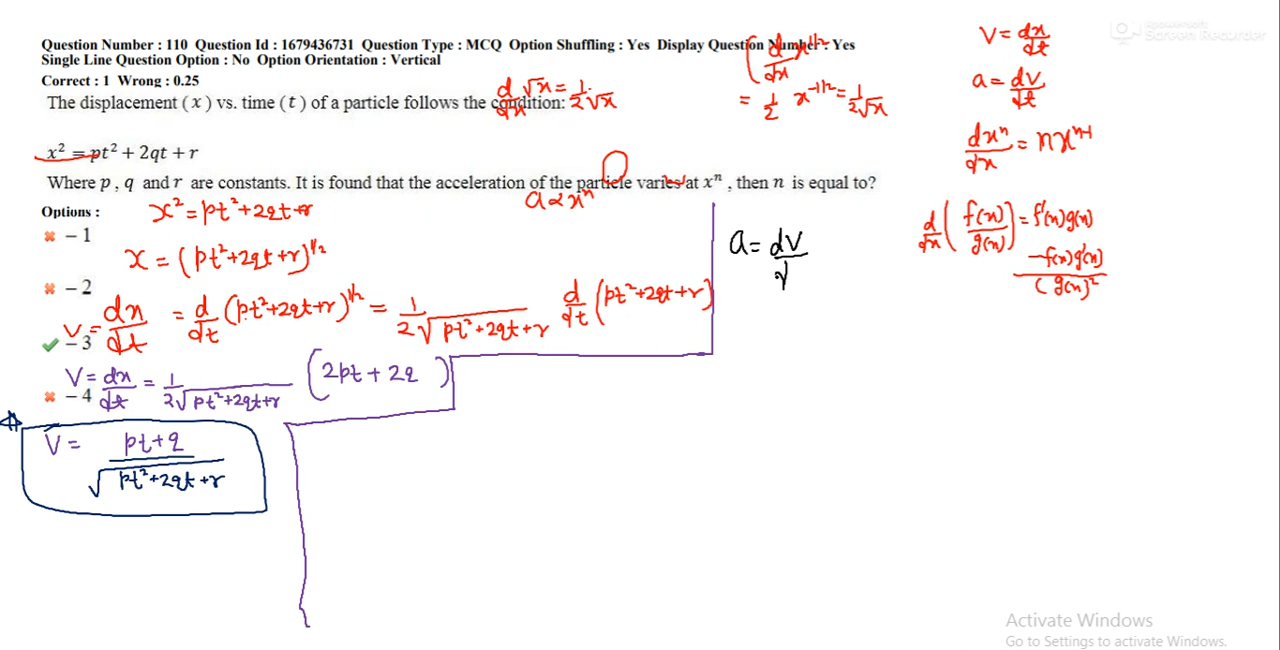 Question Number : 110 Question Id : 1679436731 Question Type : MCQ Option Shuffling : Yes Display Question Number : Yes
Single Line Question Option : No Option Orientation : Vertical
Correct : 1 Wrong : 0.25
The displacement (x) vs. time (t) of a particle follows the condition:
x² = pt² + 2qt + r
Where p , q and r are constants. It is found that the acceleration of the particle varies at xⁿ , then n is equal to?
Options :
− 1
− 2
− 3
− 4
d/dx √x = 1/2√x
(d/dx x^1/2
= 1/2 x^-1/2 = 1/2√x
V = dx/dt
a = dv/dt
dxⁿ/dx = nxⁿ⁻¹
d/dx (f(x)/g(x)) = f'(x)g(x) − f(x)g'(x) / (g(x))²
a ∝ xⁿ
x² = pt²+2qt+r
x = (pt²+2qt+r)^1/2
V = dx/dt = d/dt (pt²+2qt+r)^1/2 = 1/2√pt²+2qt+r d/dt (pt²+2qt+r)
V = dx/dt = 1/2√pt²+2qt+r (2pt + 2q)
V = pt+q/√pt²+2qt+r
a = dv/
Screen Recorder
Activate Windows
Go to Settings to activate Windows.